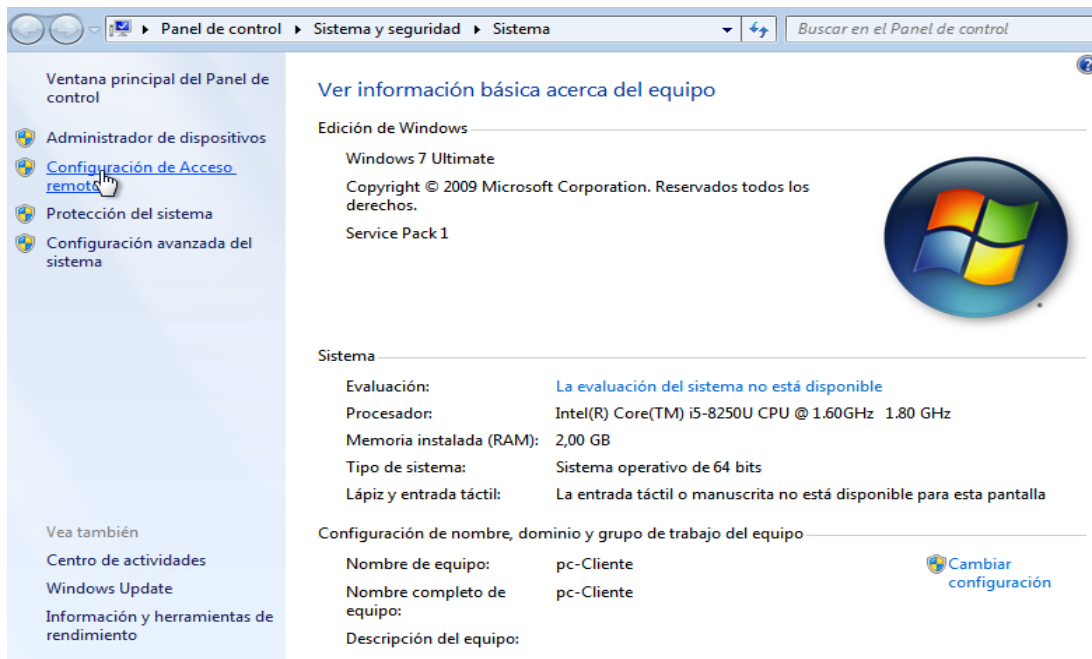 Panel de control Sistema y seguridad Sistema
Buscar en el Panel de control
Ventana principal del Panel de
control
Administrador de dispositivos
Configuración de Acceso
remoto
Protección del sistema
Configuración avanzada del
sistema
Vea también
Centro de actividades
Windows Update
Información y herramientas de
rendimiento
Ver información básica acerca del equipo
Edición de Windows
Windows 7 Ultimate
Copyright © 2009 Microsoft Corporation. Reservados todos los
derechos.
Service Pack 1
Sistema
Evaluación: La evaluación del sistema no está disponible
Procesador: Intel(R) Core(TM) i5-8250U CPU @ 1.60GHz 1.80 GHz
Memoria instalada (RAM): 2,00 GB
Tipo de sistema: Sistema operativo de 64 bits
Lápiz y entrada táctil: La entrada táctil o manuscrita no está disponible para esta pantalla
Configuración de nombre, dominio y grupo de trabajo del equipo
Nombre de equipo: pc-Cliente
Nombre completo de
equipo:
pc-Cliente
Descripción del equipo:
Cambiar
configuración